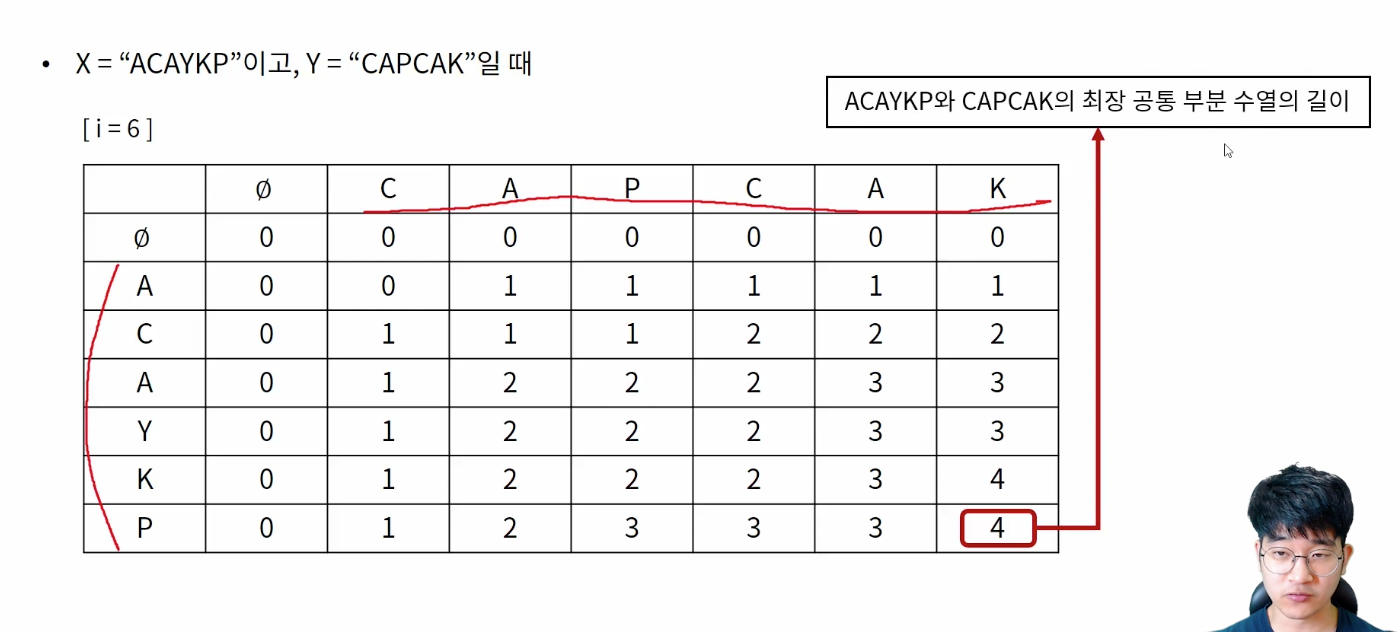 • X = “ACAYKP”이고, Y = “CAPCAK”일 때
ACAYKP와 CAPCAK의 최장 공통 부분 수열의 길이
[ i = 6 ]
∅ C A P C A K
∅ 0 0 0 0 0 0 0
A 0 0 1 1 1 1 1
C 0 1 1 1 2 2 2
A 0 1 2 2 2 3 3
Y 0 1 2 2 2 3 3
K 0 1 2 2 2 3 4
P 0 1 2 3 3 3 4